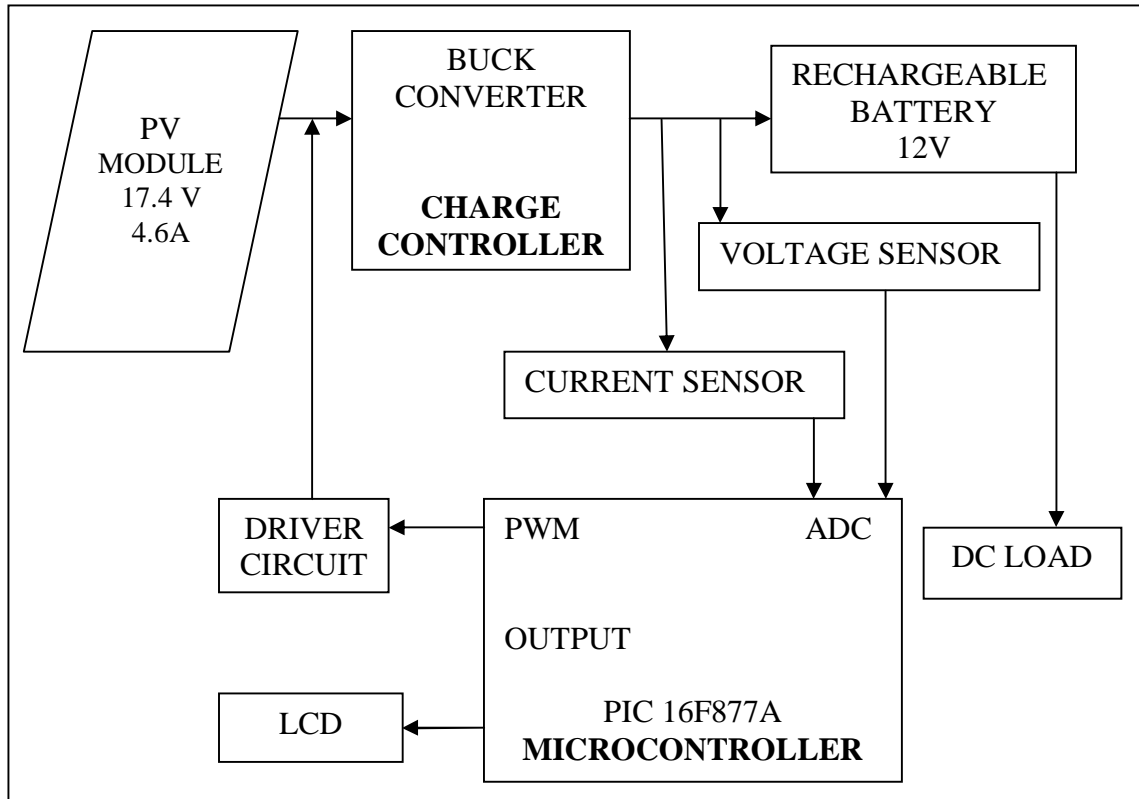 PV
MODULE
17.4 V
4.6A
BUCK
CONVERTER
CHARGE
CONTROLLER
RECHARGEABLE
BATTERY
12V
VOLTAGE SENSOR
CURRENT SENSOR
DRIVER
CIRCUIT
PWM
ADC
DC LOAD
OUTPUT
LCD
PIC 16F877A
MICROCONTROLLER